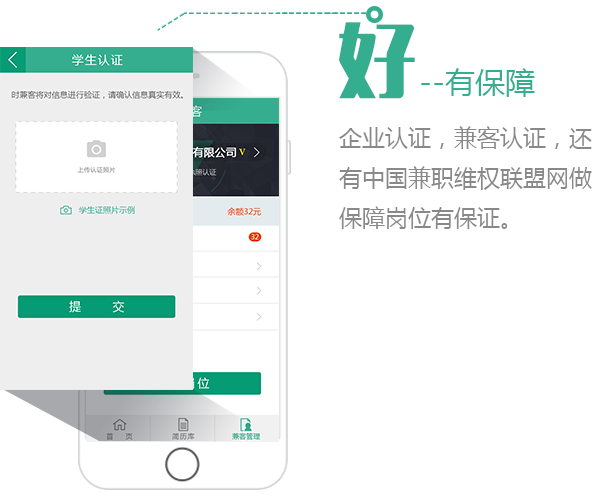 好
--有保障
企业认证，兼客认证，还
有中国兼职维权联盟网做
保障岗位有保证。
学生认证
时兼客将对信息进行验证，请确认信息真实有效。
上传认证照片
学生证照片示例
提 交
客
有限公司 V
认证
余额32元
32
岗位
首 页
简历库
兼客管理